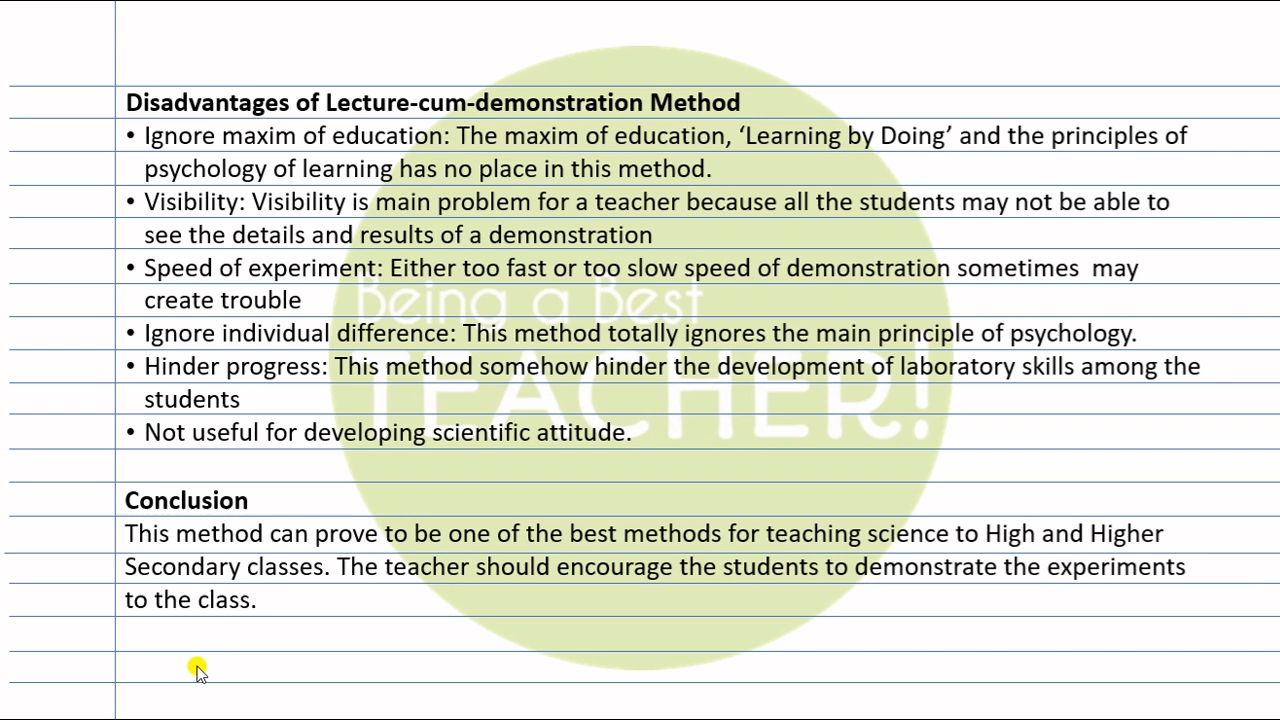 Disadvantages of Lecture-cum-demonstration Method
• Ignore maxim of education: The maxim of education, ‘Learning by Doing’ and the principles of
psychology of learning has no place in this method.
• Visibility: Visibility is main problem for a teacher because all the students may not be able to
see the details and results of a demonstration
• Speed of experiment: Either too fast or too slow speed of demonstration sometimes  may
create trouble
• Ignore individual difference: This method totally ignores the main principle of psychology.
• Hinder progress: This method somehow hinder the development of laboratory skills among the
students
• Not useful for developing scientific attitude.
Conclusion
This method can prove to be one of the best methods for teaching science to High and Higher
Secondary classes. The teacher should encourage the students to demonstrate the experiments
to the class.
Being a Best
TEACHER!